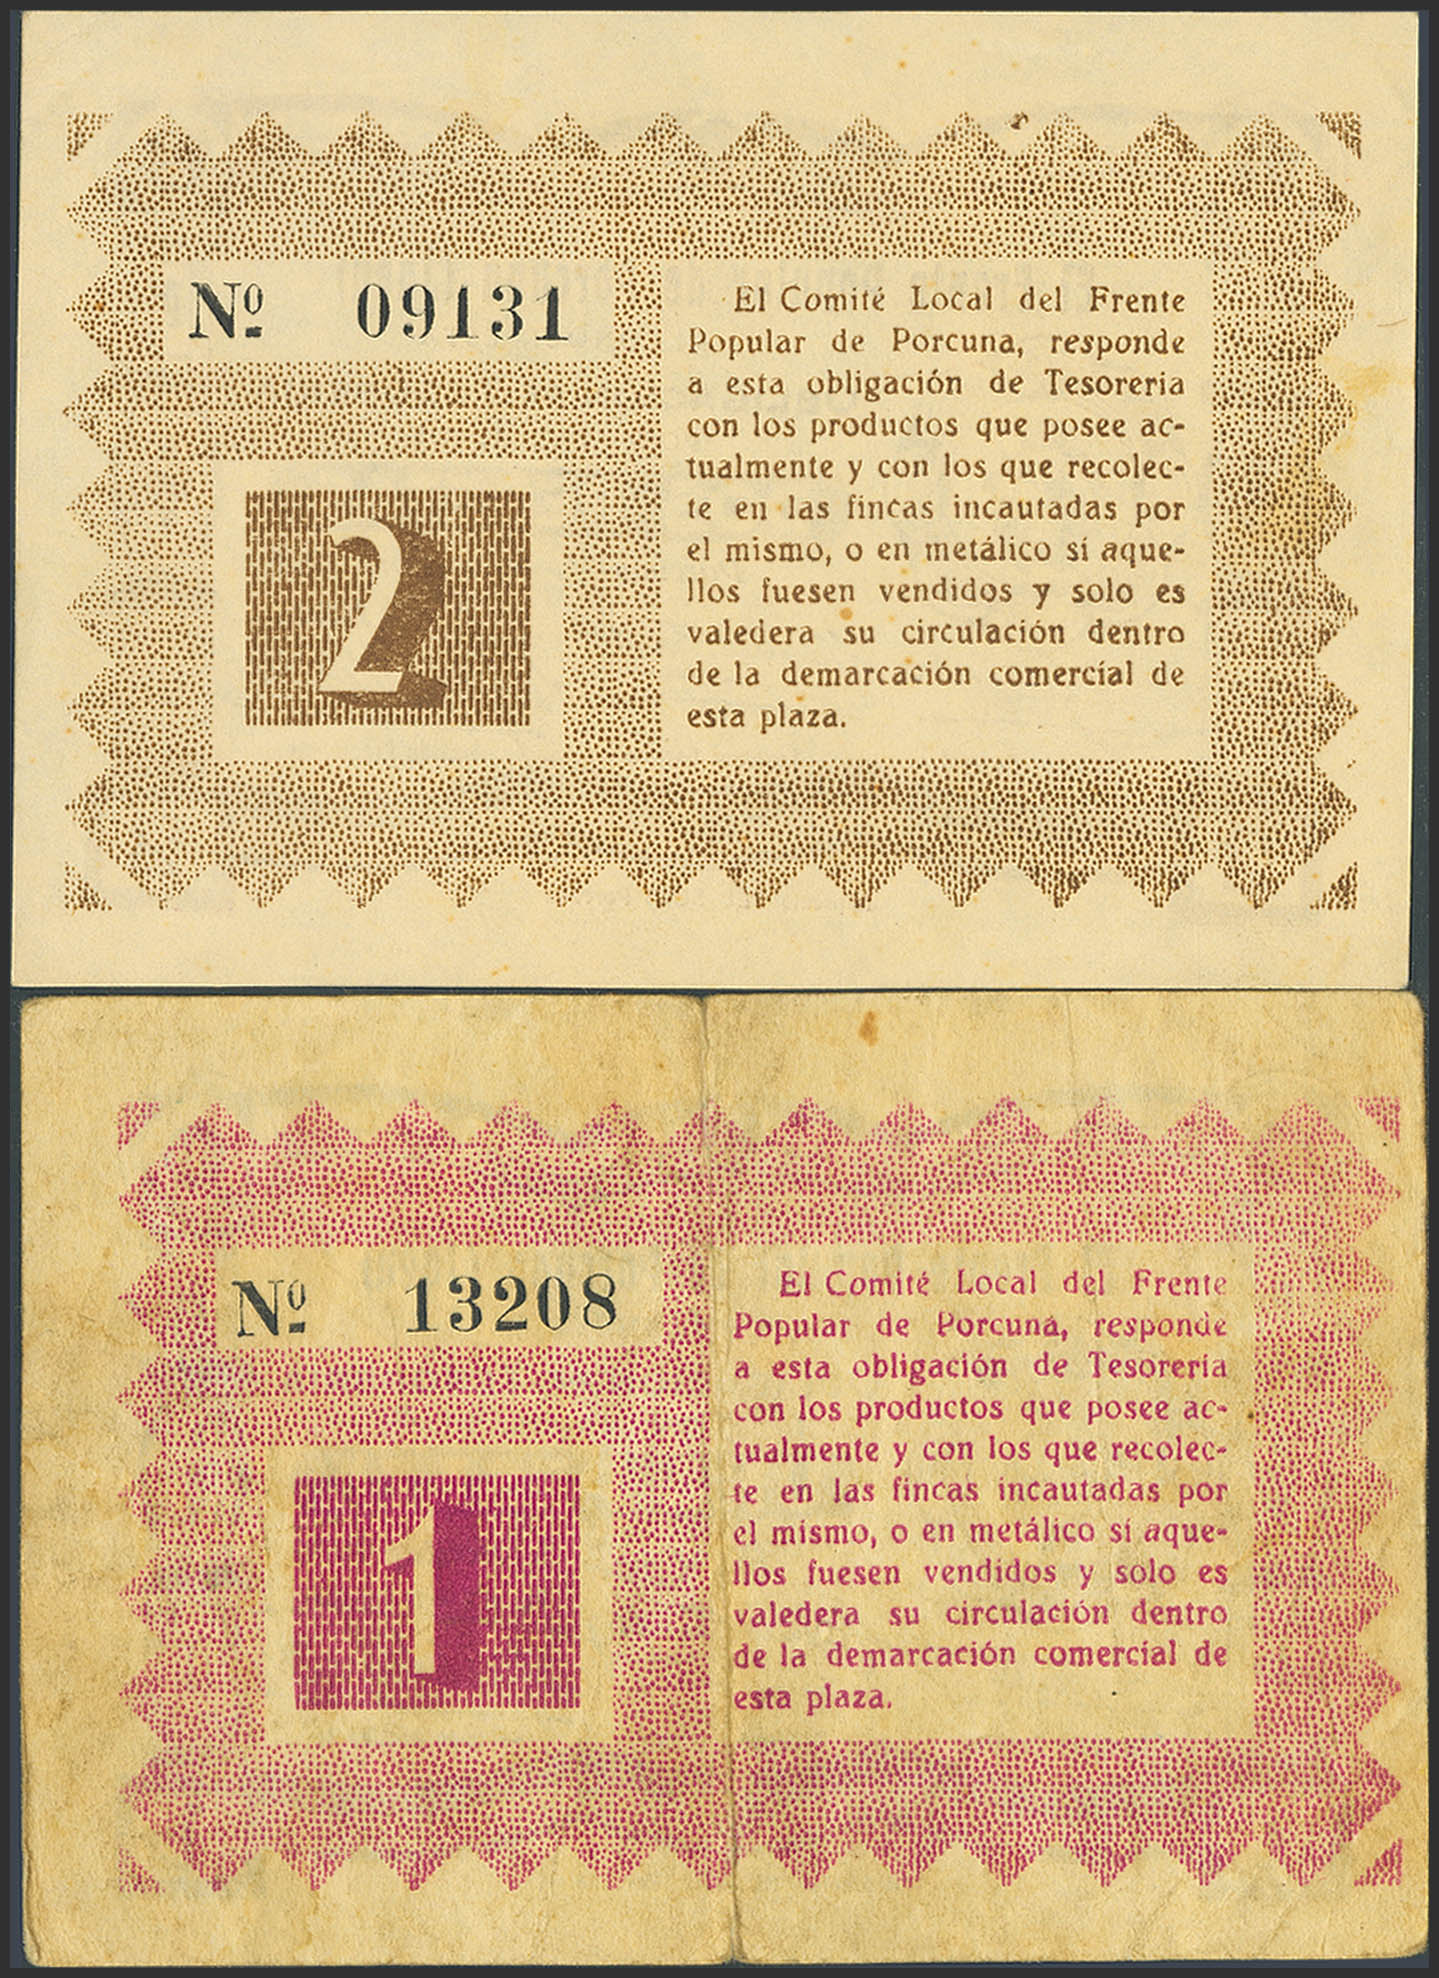 Nº 09131
2
El Comité Local del Frente
Popular de Porcuna, responde
a esta obligación de Tesorería
con los productos que posee ac-
tualmente y con los que recolec-
te en las fincas incautadas por
el mismo, o en metálico sí aque-
llos fuesen vendidos y solo es
valedera su circulación dentro
de la demarcación comercial de
esta plaza.
Nº 13208
1
El Comité Local del Frente
Popular de Porcuna, responde
a esta obligación de Tesorería
con los productos que posee ac-
tualmente y con los que recolec-
te en las fincas incautadas por
el mismo, o en metálico sí aque-
llos fuesen vendidos y solo es
valedera su circulación dentro
de la demarcación comercial de
esta plaza.